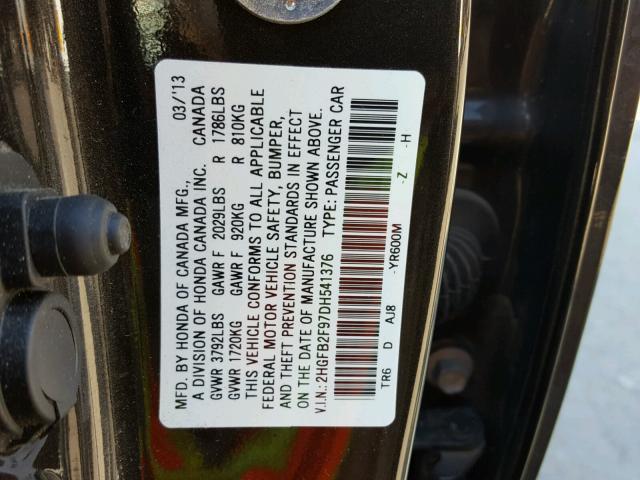 MFD. BY HONDA OF CANADA MFG., 03/'13
A DIVISION OF HONDA CANADA INC. CANADA
GVWR 3792LBS GAWR F 2029LBS R 1786LBS
GVWR 1720KG GAWR F 920KG R 810KG
THIS VEHICLE CONFORMS TO ALL APPLICABLE
FEDERAL MOTOR VEHICLE SAFETY, BUMPER,
AND THEFT PREVENTION STANDARDS IN EFFECT
ON THE DATE OF MANUFACTURE SHOWN ABOVE.
V.I.N.: 2HGFB2F97DH541376 TYPE: PASSENGER CAR
TR6 D AJ8 -YR600M -Z -H